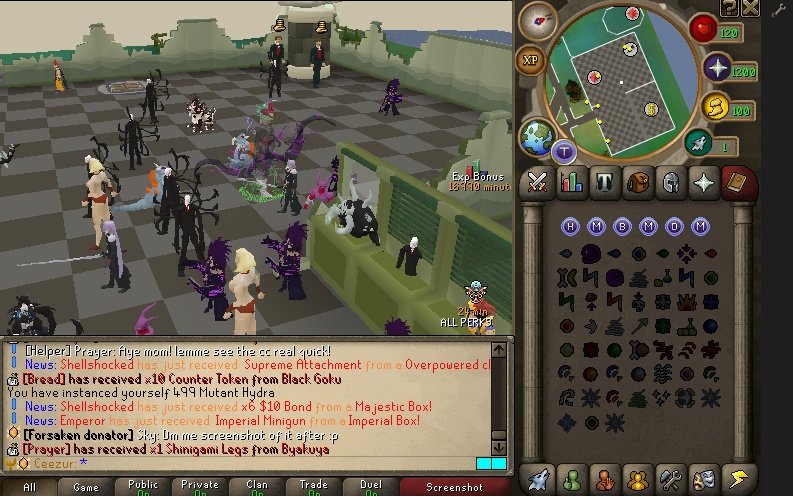 120
XP
1200
100
T
1
Exp Bonus
16990 minut
T
H M B M D M
24 min
ALL PERKS
[Helper] Prayer: Aye mom! lemme see the cc real quick!
News: Shellshocked has just received Supreme Attachment from a Overpowered cl
[Bread] has received x10 Counter Token from Black Goku
You have instanced yourself 499 Mutant Hydra
News: Shellshocked has just received x6 $10 Bond from a Majestic Box!
News: Emperor has just received Imperial Minigun from a Imperial Box!
[Forsaken donator] Sky: Dm me screenshot of it after :p
[Prayer] has received x1 Shinigami Legs from Byakuya
Ceezur: *
All Game Public On Private On Clan On Trade On Duel On Screenshot